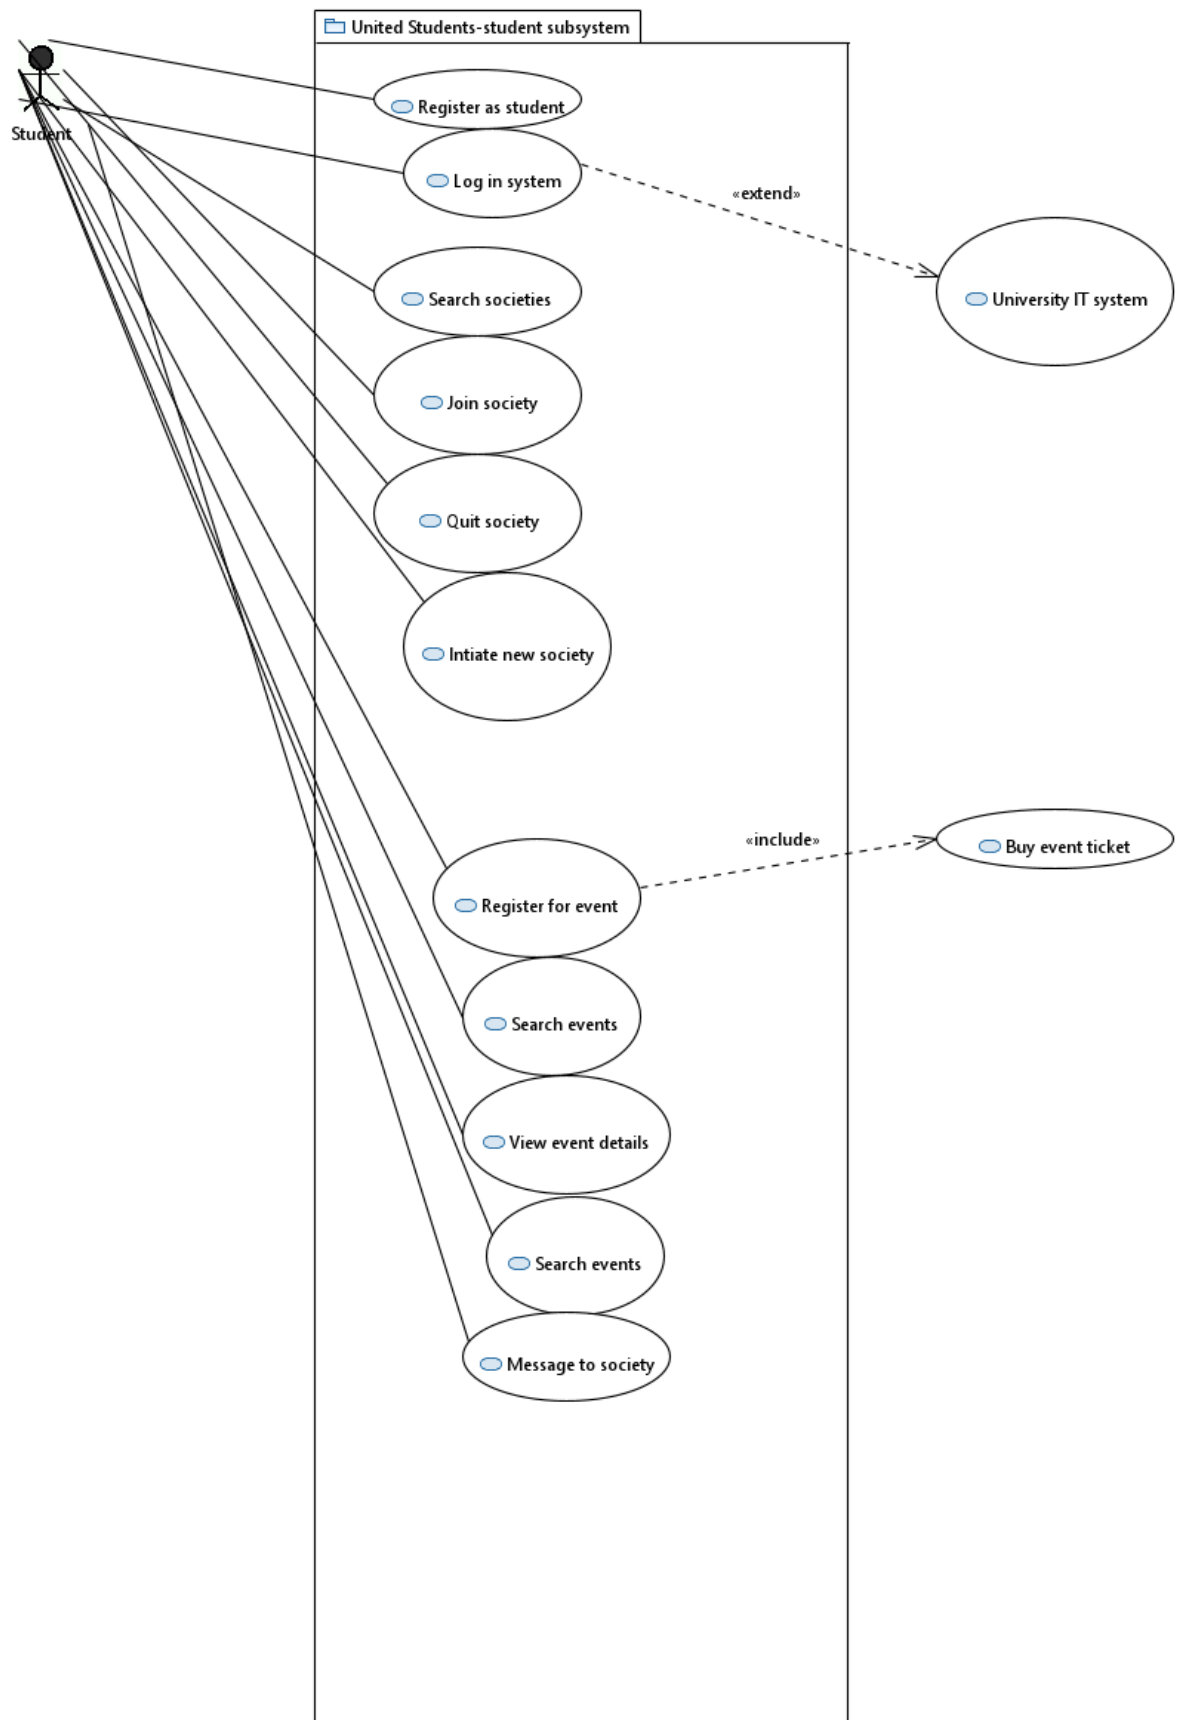 United Students-student subsystem
Student
Register as student
Log in system
«extend»
University IT system
Search societies
Join society
Quit society
Intiate new society
«include»
Buy event ticket
Register for event
Search events
View event details
Search events
Message to society